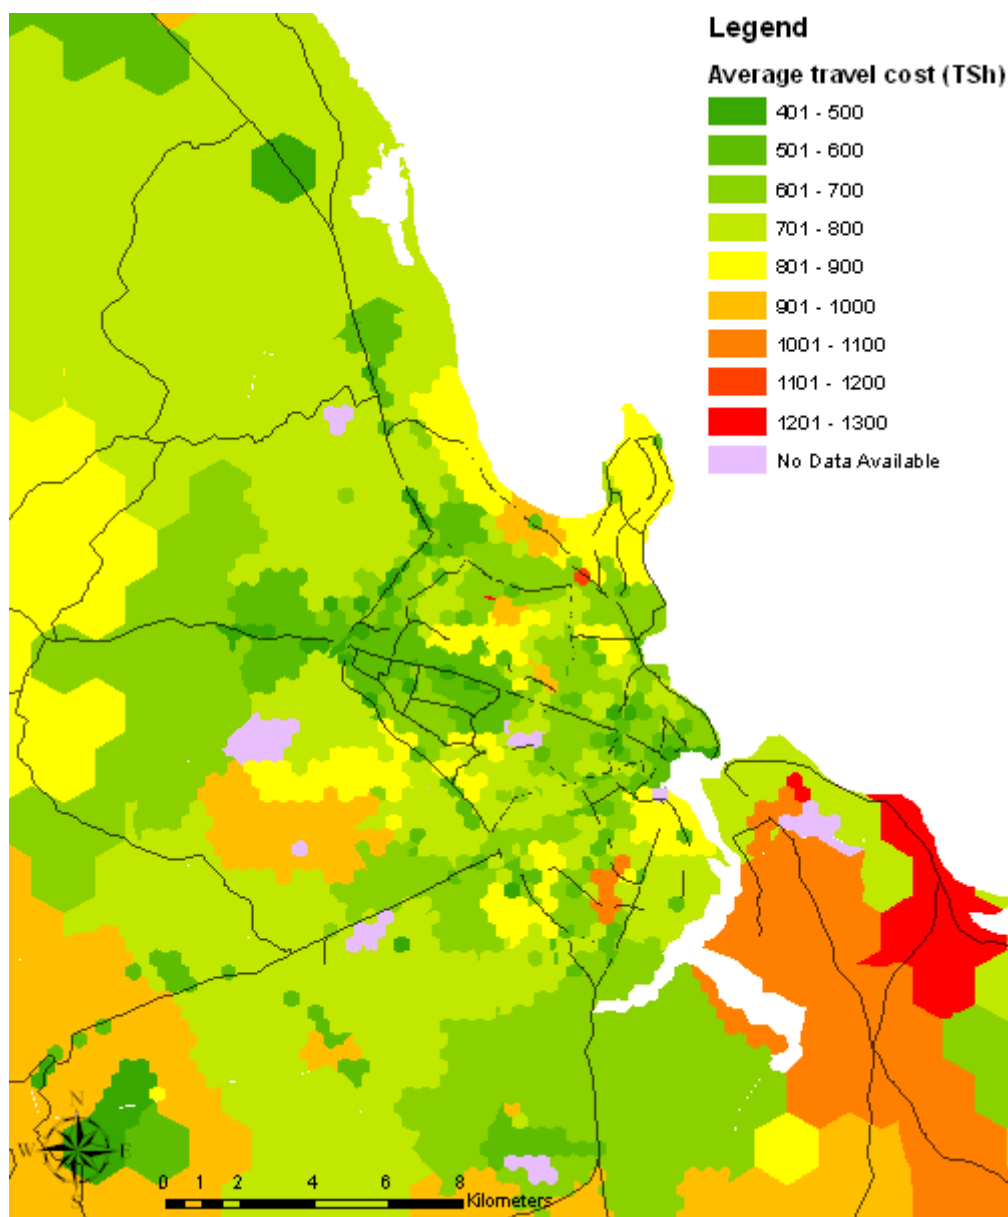 Legend
Average travel cost (TSh)
401 - 500
501 - 600
601 - 700
701 - 800
801 - 900
901 - 1000
1001 - 1100
1101 - 1200
1201 - 1300
No Data Available
N
W E
S
0 1 2 4 6 8
Kilometers